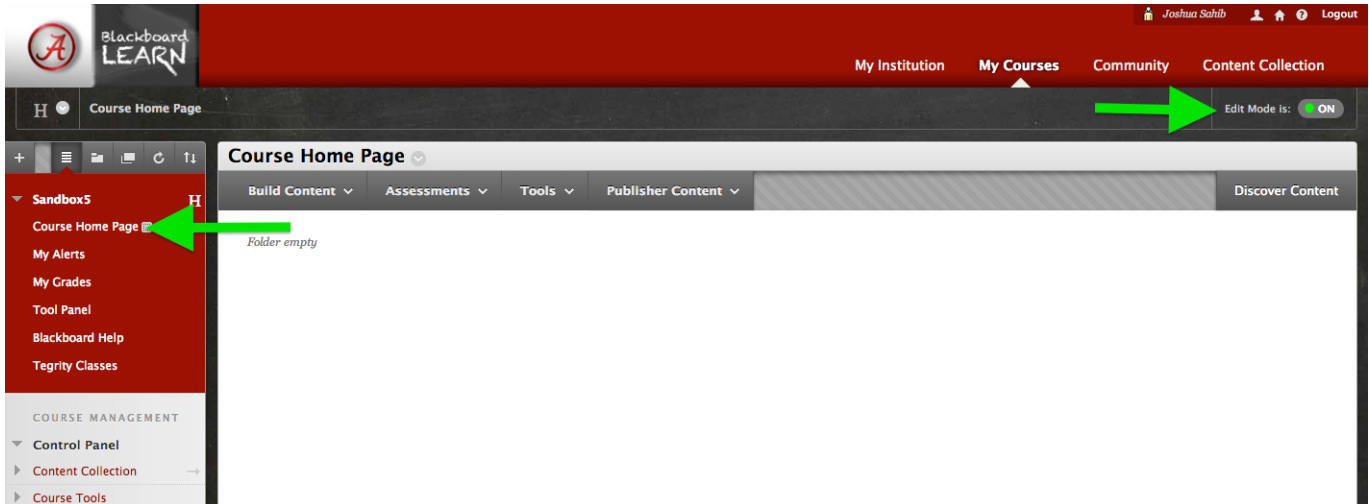 Joshua Sahib Logout
A Blackboard LEARN
My Institution My Courses Community Content Collection
H Course Home Page Edit Mode is: ON
Course Home Page
Build Content Assessments Tools Publisher Content Discover Content
Sandbox5 H
Course Home Page
Folder empty
My Alerts
My Grades
Tool Panel
Blackboard Help
Tegrity Classes
COURSE MANAGEMENT
Control Panel
Content Collection
Course Tools